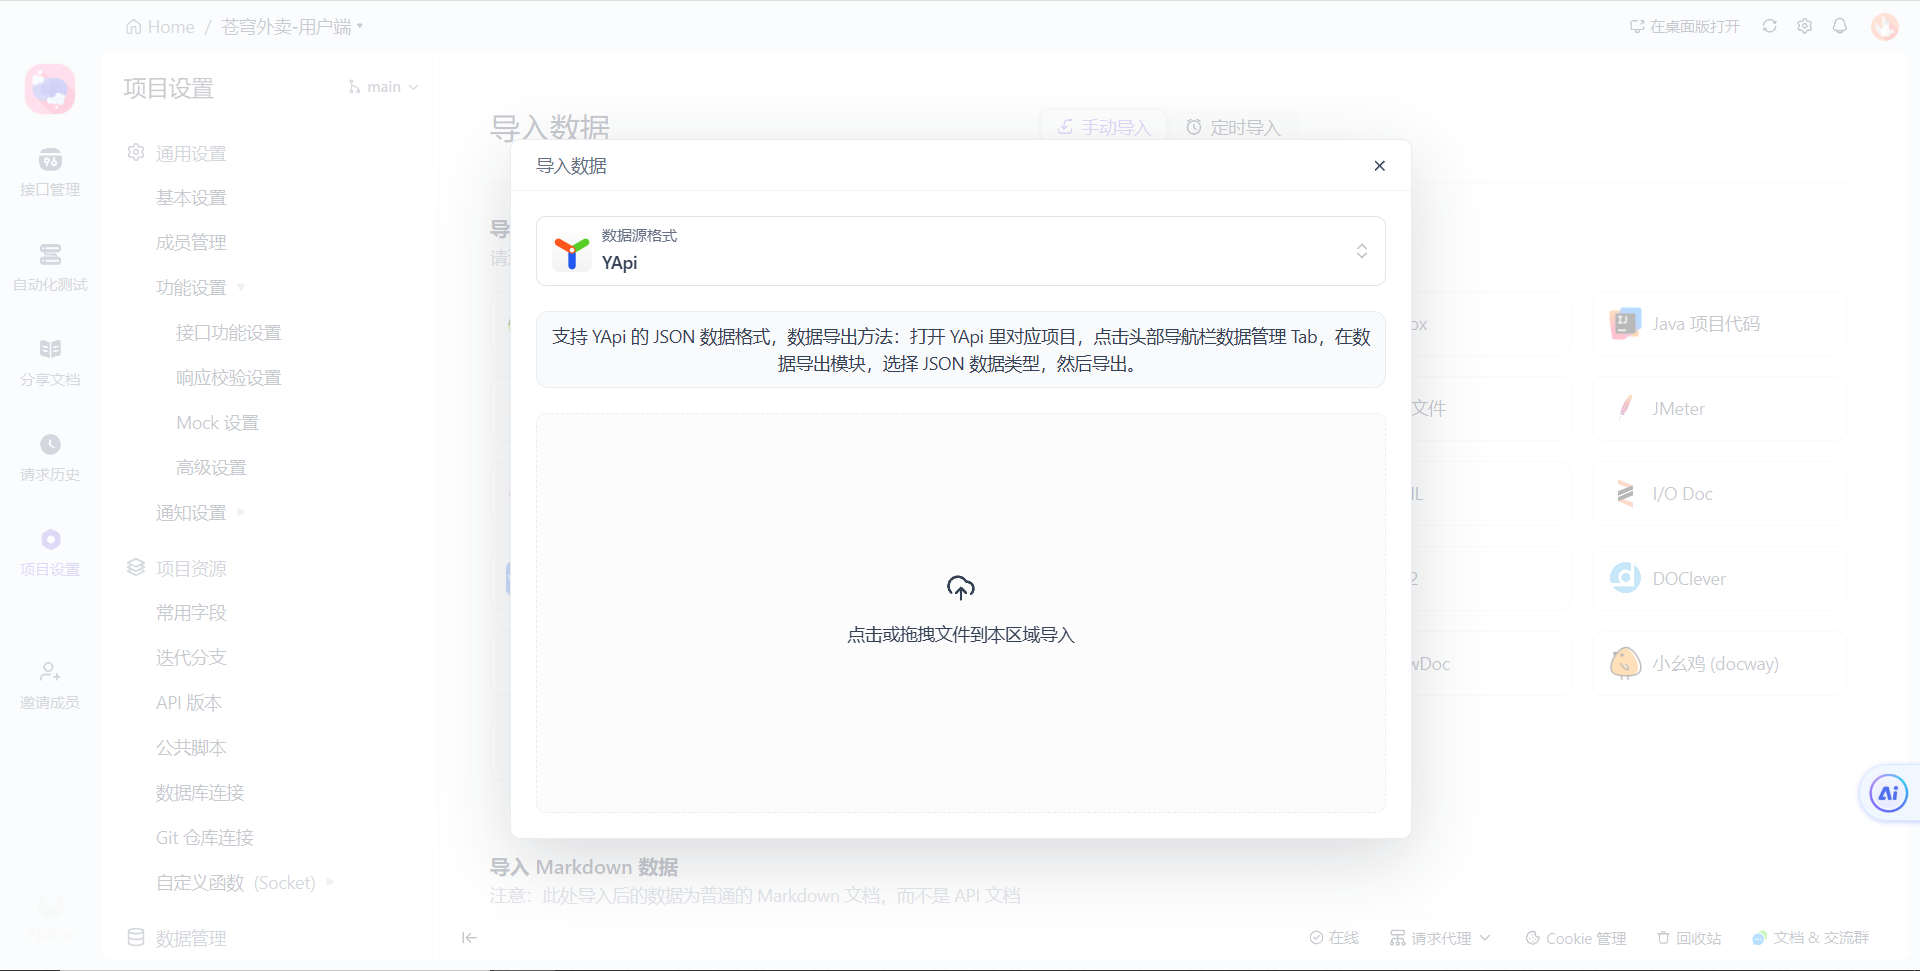 Home / 苍穹外卖-用户端
在桌面版打开
项目设置
main
接口管理
自动化测试
分享文档
请求历史
项目设置
邀请成员
通用设置
基本设置
成员管理
功能设置
接口功能设置
响应校验设置
Mock 设置
高级设置
通知设置
项目资源
常用字段
迭代分支
API 版本
公共脚本
数据库连接
Git 仓库连接
自定义函数 (Socket)
数据管理
导入数据
手动导入
定时导入
导入数据
数据源格式
YApi
支持 YApi 的 JSON 数据格式，数据导出方法：打开 YApi 里对应项目，点击头部导航栏数据管理 Tab，在数
据导出模块，选择 JSON 数据类型，然后导出。
点击或拖拽文件到本区域导入
导
请
ox
Java 项目代码
文件
JMeter
IL
I/O Doc
2
DOClever
wDoc
小幺鸡 (docway)
Ai
导入 Markdown 数据
注意：此处导入后的数据为普通的 Markdown 文档，而不是 API 文档
在线
请求代理
Cookie 管理
回收站
文档 & 交流群